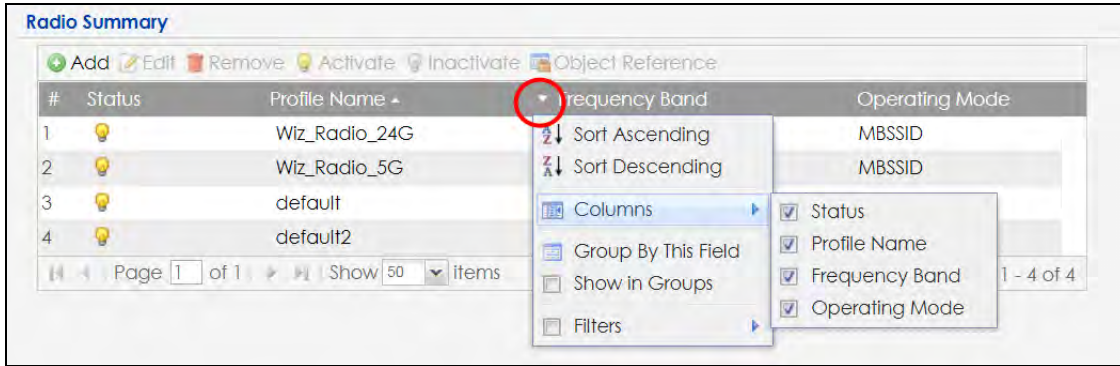 Radio Summary
Add Edit Remove Activate Inactivate Object Reference
# Status Profile Name Frequency Band Operating Mode
1 Wiz_Radio_24G MBSSID
2 Wiz_Radio_5G MBSSID
3 default
4 default2
Page 1 of 1 Show 50 items 1 - 4 of 4
Sort Ascending
Sort Descending
Columns
Group By This Field
Show in Groups
Filters
Status
Profile Name
Frequency Band
Operating Mode